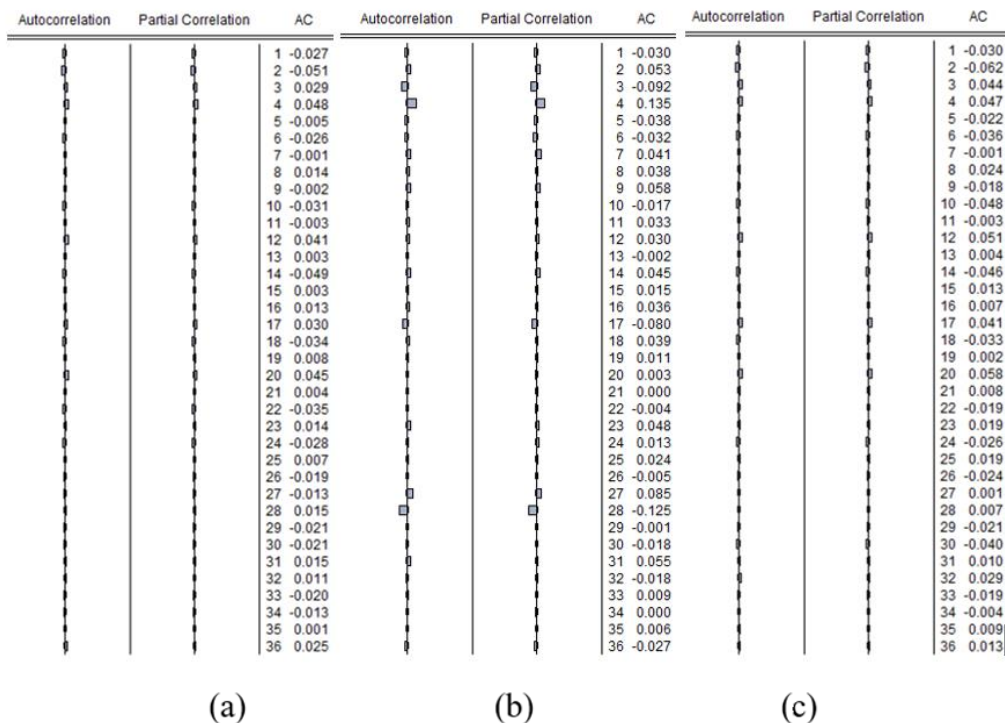 Autocorrelation Partial Correlation AC Autocorrelation Partial Correlation AC Autocorrelation Partial Correlation AC
1 -0.027 1 -0.030 1 -0.030
2 -0.051 2 0.053 2 -0.062
3 0.029 3 -0.092 3 0.044
4 0.048 4 0.135 4 0.047
5 -0.005 5 -0.038 5 -0.022
6 -0.026 6 -0.032 6 -0.036
7 -0.001 7 0.041 7 -0.001
8 0.014 8 0.038 8 0.024
9 -0.002 9 0.058 9 -0.018
10 -0.031 10 -0.017 10 -0.048
11 -0.003 11 0.033 11 -0.003
12 0.041 12 0.030 12 0.051
13 0.003 13 -0.002 13 0.004
14 -0.049 14 0.045 14 -0.046
15 0.003 15 0.015 15 0.013
16 0.013 16 0.036 16 0.007
17 0.030 17 -0.080 17 0.041
18 -0.034 18 0.039 18 -0.033
19 0.008 19 0.011 19 0.002
20 0.045 20 0.003 20 0.058
21 0.004 21 0.000 21 0.008
22 -0.035 22 -0.004 22 -0.019
23 0.014 23 0.048 23 0.019
24 -0.028 24 0.013 24 -0.026
25 0.007 25 0.024 25 0.019
26 -0.019 26 -0.005 26 -0.024
27 -0.013 27 0.085 27 0.001
28 0.015 28 -0.125 28 0.007
29 -0.021 29 -0.001 29 -0.021
30 -0.021 30 -0.018 30 -0.040
31 0.015 31 0.055 31 0.010
32 0.011 32 -0.018 32 0.029
33 -0.020 33 0.009 33 -0.019
34 -0.013 34 0.000 34 -0.004
35 0.001 35 0.006 35 0.009
36 0.025 36 -0.027 36 0.013
(a) (b) (c)